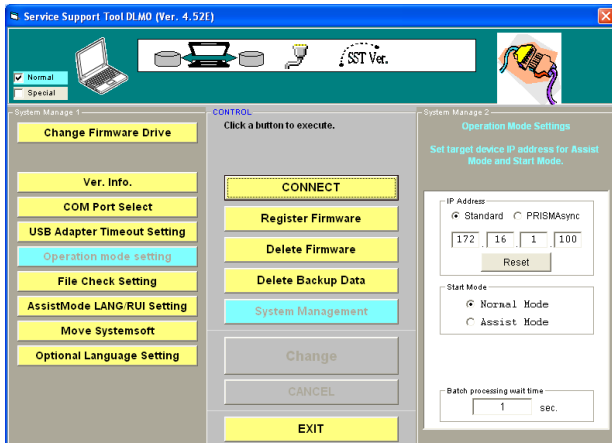 Service Support Tool DLMO (Ver. 4.52E)
SST Ver.
Normal
Special
System Manage 1
Change Firmware Drive
Ver. Info.
COM Port Select
USB Adapter Timeout Setting
Operation mode setting
File Check Setting
AssistMode LANG/RUI Setting
Move Systemsoft
Optional Language Setting
CONTROL
Click a button to execute.
CONNECT
Register Firmware
Delete Firmware
Delete Backup Data
System Management
Change
CANCEL
EXIT
System Manage 2
Operation Mode Settings
Set target device IP address for Assist
Mode and Start Mode.
IP Address
Standard PRISMAsync
172 . 16 . 1 . 100
Reset
Start Mode
Normal Mode
Assist Mode
Batch processing wait time
1 sec.